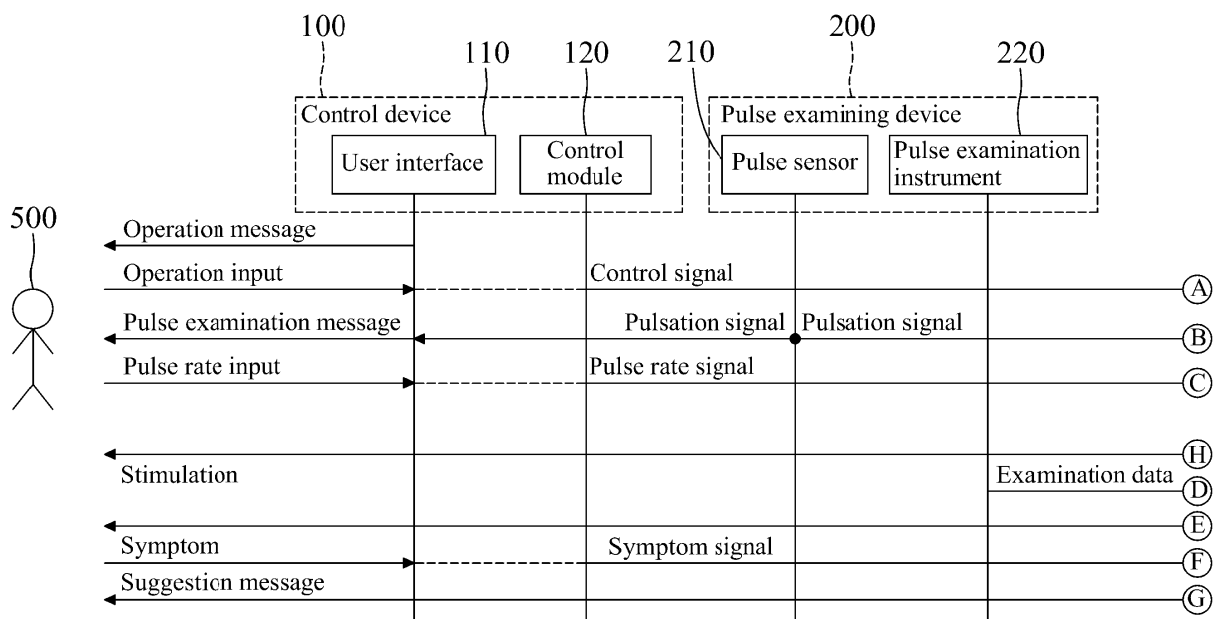 100
200
110
120
210
220
Control device
Pulse examining device
User interface
Control
module
Pulse sensor
Pulse examination
instrument
500
Operation message
Operation input
Control signal
A
Pulse examination message
Pulsation signal
Pulsation signal
B
Pulse rate input
Pulse rate signal
C
H
Stimulation
Examination data
D
E
Symptom
Symptom signal
F
Suggestion message
G